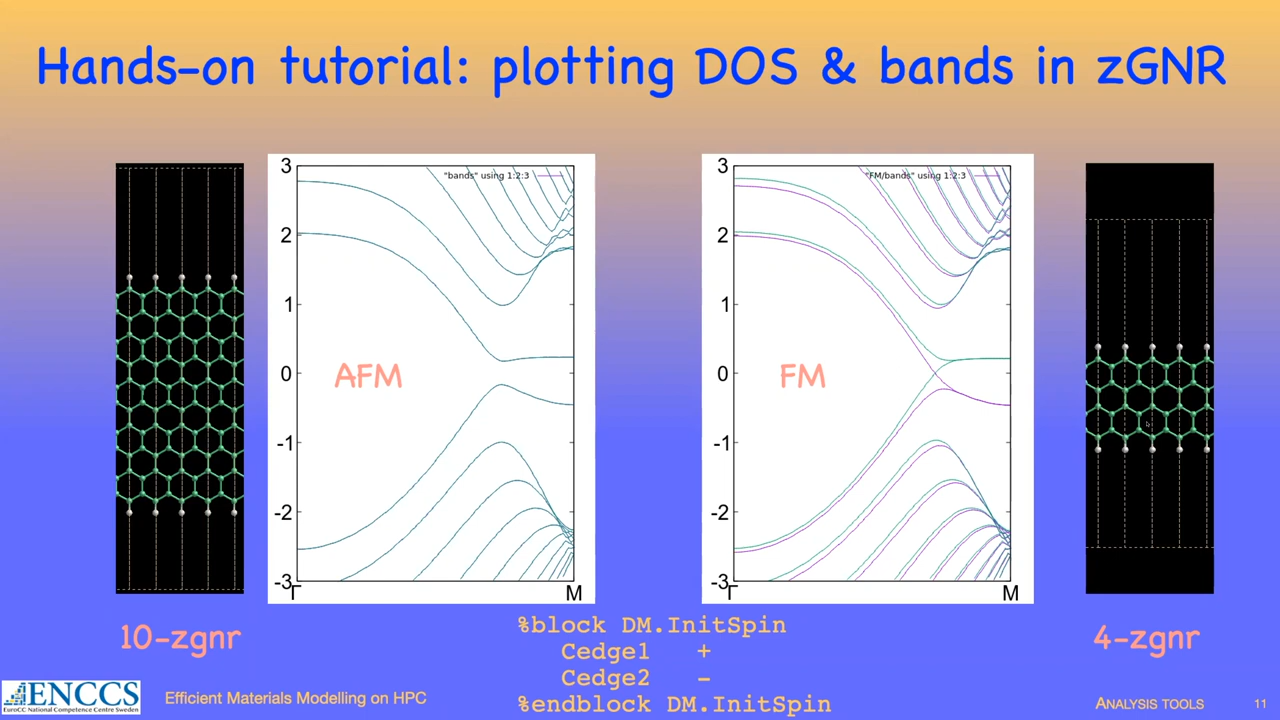 Hands-on tutorial: plotting DOS & bands in zGNR
3
2
1
0
-1
-2
-3
Γ
M
"bands" using 1:2:3
AFM
3
2
1
0
-1
-2
-3
Γ
M
"FM/bands" using 1:2:3
FM
10-zgnr
4-zgnr
%block DM.InitSpin
Cedge1 +
Cedge2 -
%endblock DM.InitSpin
ENCCS
EuroCC National Competence Centre Sweden
Efficient Materials Modelling on HPC
ANALYSIS TOOLS
11